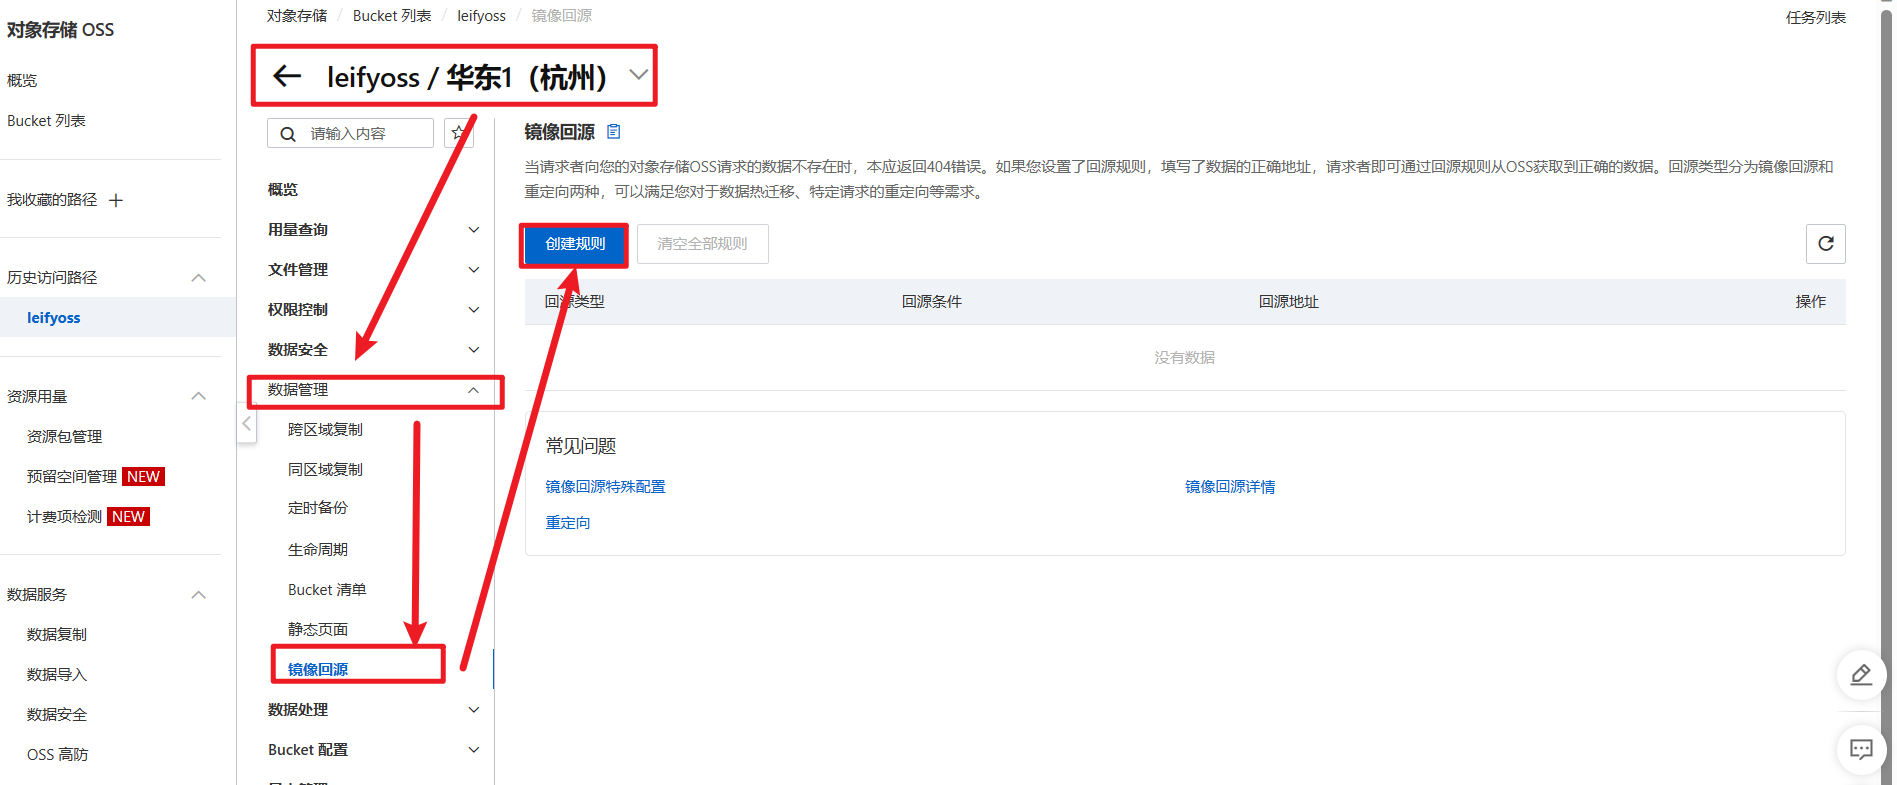 对象存储 OSS
概览
Bucket 列表
我收藏的路径
历史访问路径
leifyoss
资源用量
资源包管理
预留空间管理 NEW
计费项检测 NEW
数据服务
数据复制
数据导入
数据安全
OSS 高防
对象存储 / Bucket 列表 / leifyoss / 镜像回源
任务列表
leifyoss / 华东1（杭州）
请输入内容
概览
用量查询
文件管理
权限控制
数据安全
数据管理
跨区域复制
同区域复制
定时备份
生命周期
Bucket 清单
静态页面
镜像回源
数据处理
Bucket 配置
镜像回源
当请求者向您的对象存储OSS请求的数据不存在时，本应返回404错误。如果您设置了回源规则，填写了数据的正确地址，请求者即可通过回源规则从OSS获取到正确的数据。回源类型分为镜像回源和
重定向两种，可以满足您对于数据热迁移、特定请求的重定向等需求。
创建规则 清空全部规则
回源类型 回源条件 回源地址 操作
没有数据
常见问题
镜像回源特殊配置 镜像回源详情
重定向